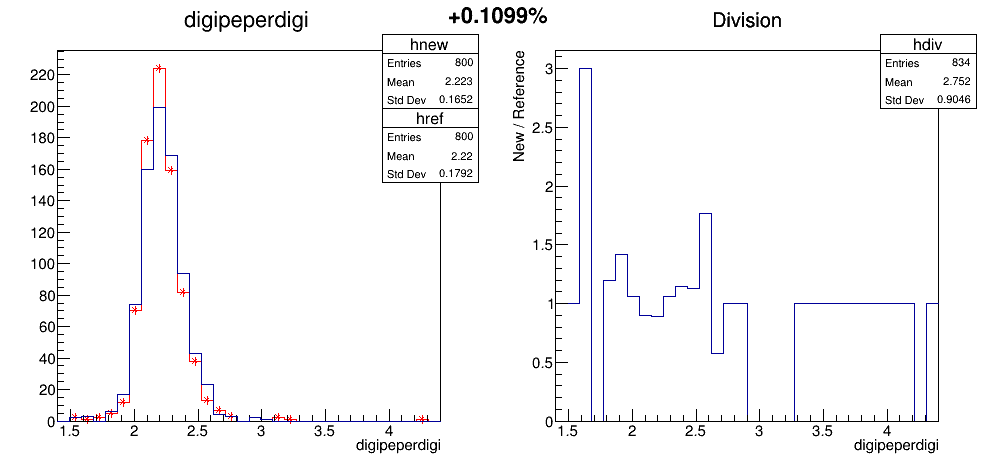 +0.1099%
digipeperdigi
hnew
Entries 800
Mean 2.223
Std Dev 0.1652
href
Entries 800
Mean 2.22
Std Dev 0.1792
220
200
180
160
140
120
100
80
60
40
20
0
1.5 2 2.5 3 3.5 4
digipeperdigi
Division
hdiv
Entries 834
Mean 2.752
Std Dev 0.9046
New / Reference
3
2.5
2
1.5
1
0.5
0
1.5 2 2.5 3 3.5 4
digipeperdigi